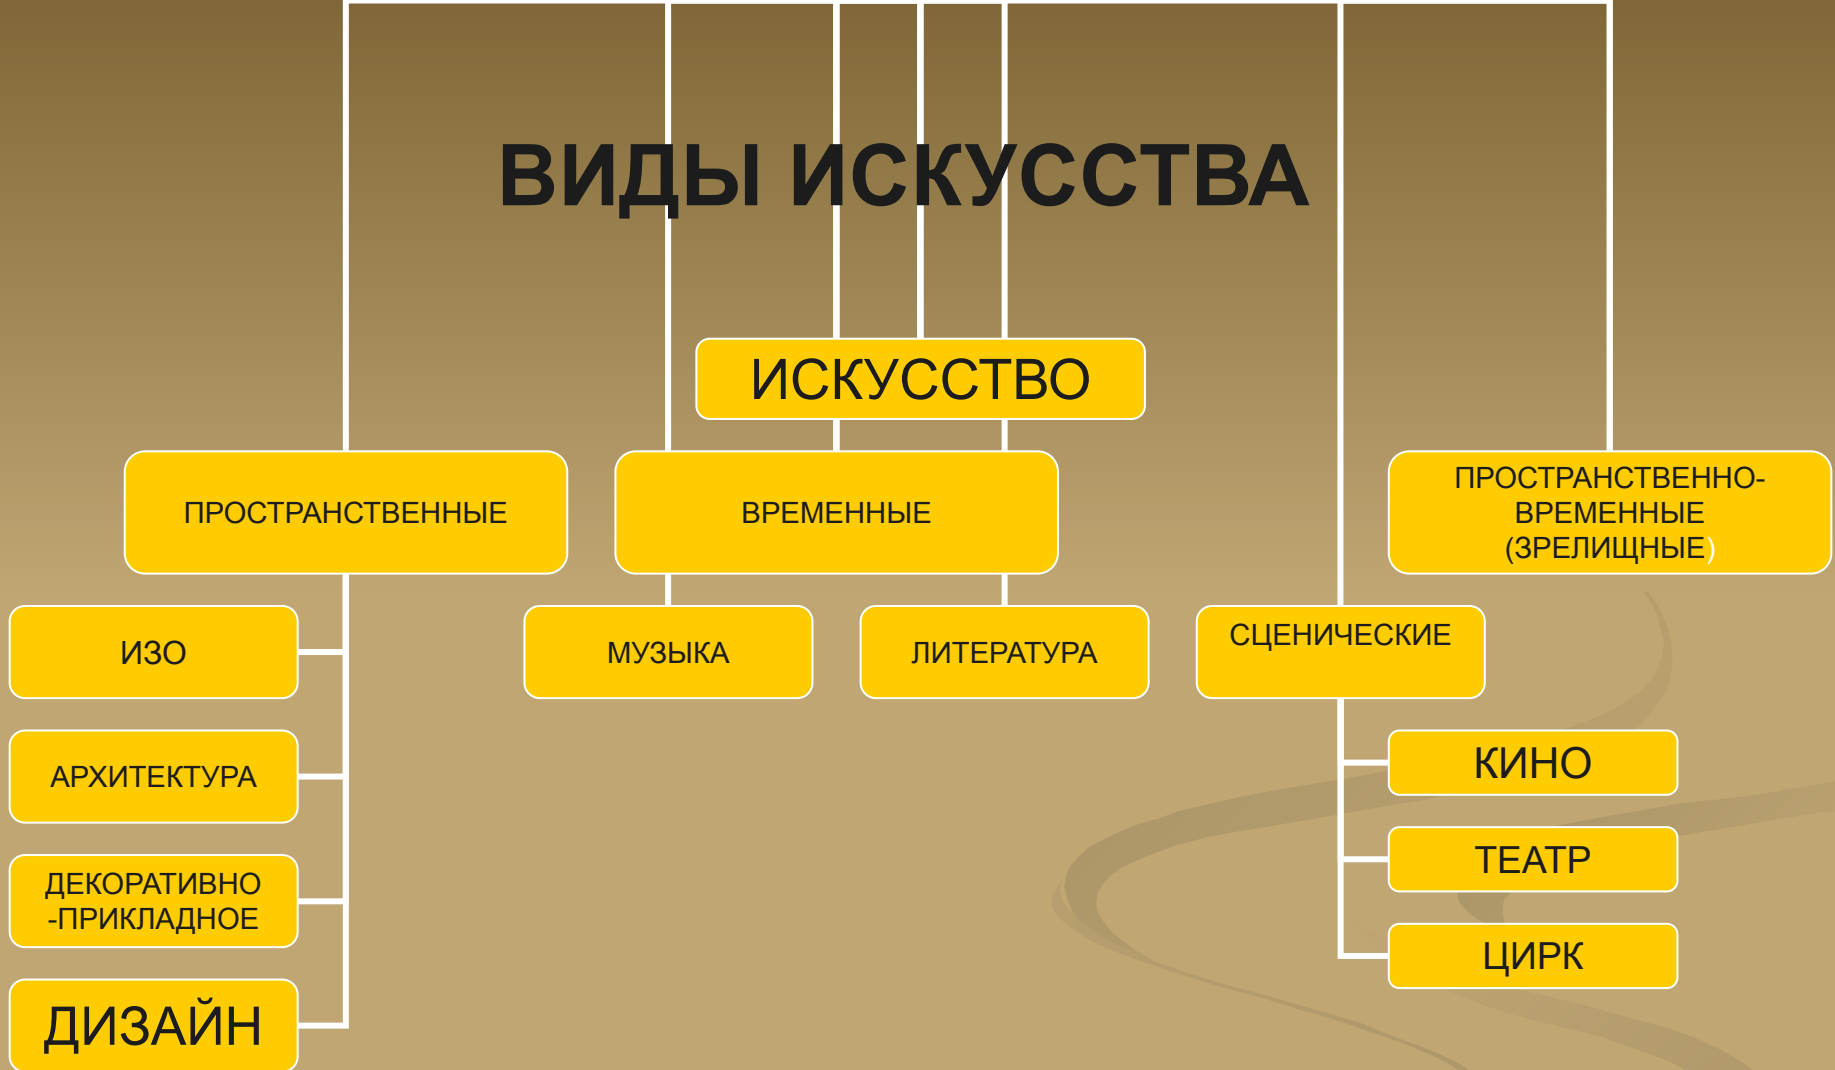 ВИДЫ ИСКУССТВА
ИСКУССТВО
ПРОСТРАНСТВЕННЫЕ
ВРЕМЕННЫЕ
ПРОСТРАНСТВЕННО-
ВРЕМЕННЫЕ
(ЗРЕЛИЩНЫЕ)
ИЗО
МУЗЫКА
ЛИТЕРАТУРА
СЦЕНИЧЕСКИЕ
АРХИТЕКТУРА
КИНО
ДЕКОРАТИВНО
-ПРИКЛАДНОЕ
ТЕАТР
ЦИРК
ДИЗАЙН